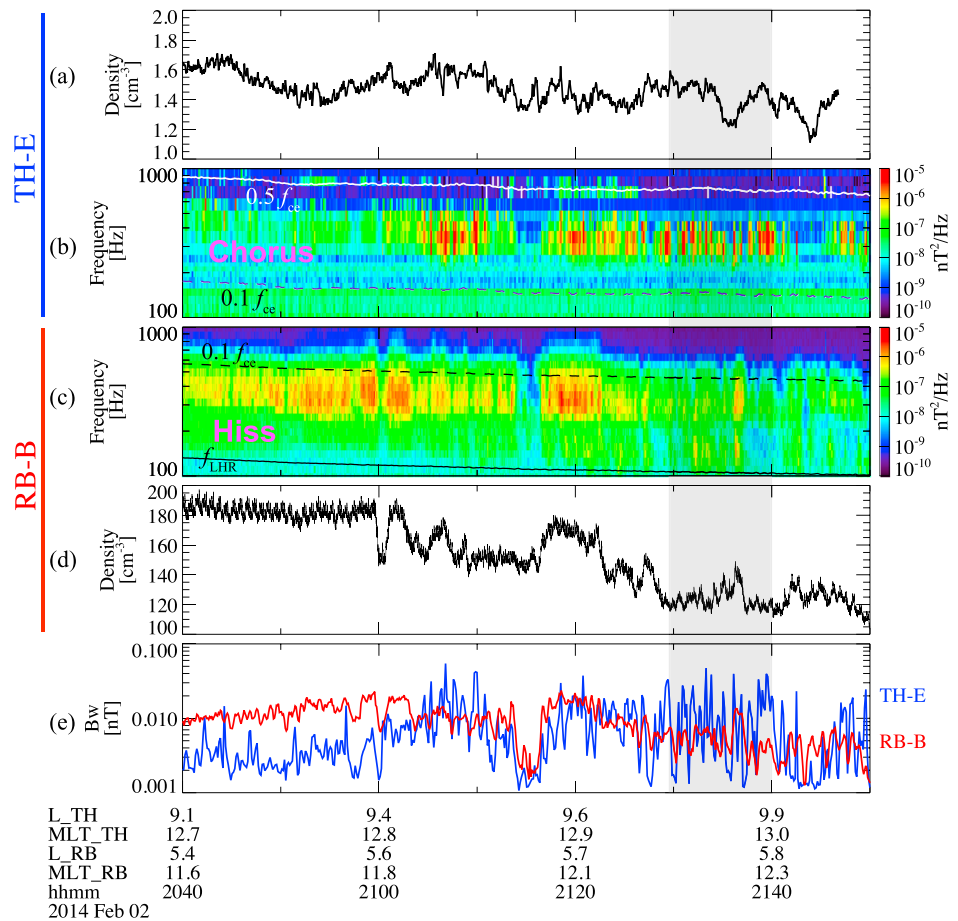 TH-E
(a)
Density
[cm-3]
2.0
1.8
1.6
1.4
1.2
1.0
(b)
Frequency
[Hz]
1000
100
0.5 fce
Chorus
0.1 fce
10-5
10-6
10-7
10-8
10-9
10-10
nT2/Hz
RB-B
(c)
Frequency
[Hz]
1000
100
0.1 fce
Hiss
fLHR
10-5
10-6
10-7
10-8
10-9
10-10
nT2/Hz
(d)
Density
[cm-3]
200
180
160
140
120
100
(e)
Bw
[nT]
0.100
0.010
0.001
TH-E
RB-B
L_TH 9.1 9.4 9.6 9.9
MLT_TH 12.7 12.8 12.9 13.0
L_RB 5.4 5.6 5.7 5.8
MLT_RB 11.6 11.8 12.1 12.3
hhmm 2040 2100 2120 2140
2014 Feb 02